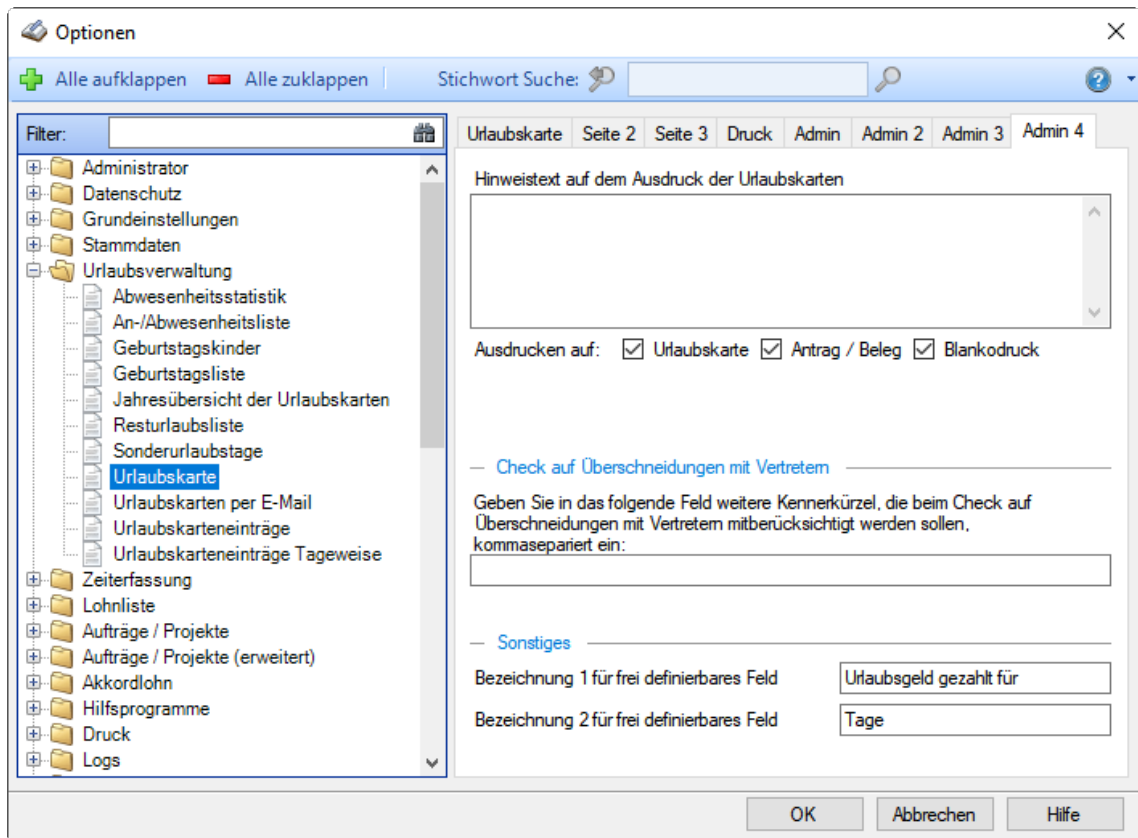 Optionen
Alle aufklappen Alle zuklappen Stichwort Suche:
Filter:
Administrator
Datenschutz
Grundeinstellungen
Stammdaten
Urlaubsverwaltung
Abwesenheitsstatistik
An-/Abwesenheitsliste
Geburtstagskinder
Geburtstagsliste
Jahresübersicht der Urlaubskarten
Resturlaubsliste
Sonderurlaubstage
Urlaubskarte
Urlaubskarten per E-Mail
Urlaubskarteneinträge
Urlaubskarteneinträge Tageweise
Zeiterfassung
Lohnliste
Aufträge / Projekte
Aufträge / Projekte (erweitert)
Akkordlohn
Hilfsprogramme
Druck
Logs
Urlaubskarte Seite 2 Seite 3 Druck Admin Admin 2 Admin 3 Admin 4
Hinweistext auf dem Ausdruck der Urlaubskarten
Ausdrucken auf: Urlaubskarte Antrag / Beleg Blankodruck
Check auf Überschneidungen mit Vertretern
Geben Sie in das folgende Feld weitere Kennerkürzel, die beim Check auf
Überschneidungen mit Vertretern mitberücksichtigt werden sollen,
kommasepariert ein:
Sonstiges
Bezeichnung 1 für frei definierbares Feld Urlaubsgeld gezahlt für
Bezeichnung 2 für frei definierbares Feld Tage
OK Abbrechen Hilfe